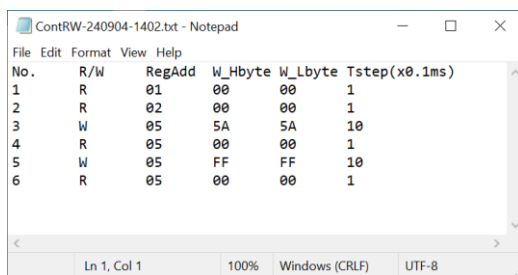 ContRW-240904-1402.txt - Notepad
File Edit Format View Help
No. R/W RegAdd W_Hbyte W_Lbyte Tstep(x0.1ms)
1 R 01 00 00 1
2 R 02 00 00 1
3 W 05 5A 5A 10
4 R 05 00 00 1
5 W 05 FF FF 10
6 R 05 00 00 1
Ln 1, Col 1 100% Windows (CRLF) UTF-8